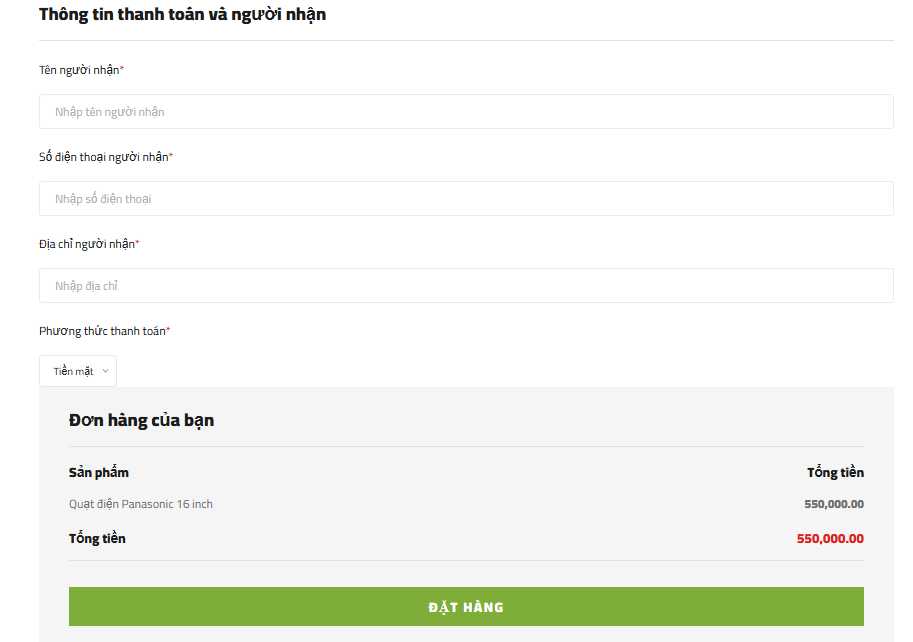 Thông tin thanh toán và người nhận
Tên người nhận*
Nhập tên người nhận
Số điện thoại người nhận*
Nhập số điện thoại
Địa chỉ người nhận*
Nhập địa chỉ
Phương thức thanh toán*
Tiền mặt
Đơn hàng của bạn
Sản phẩm Tổng tiền
Quạt điện Panasonic 16 inch 550,000.00
Tổng tiền 550,000.00
ĐẶT HÀNG